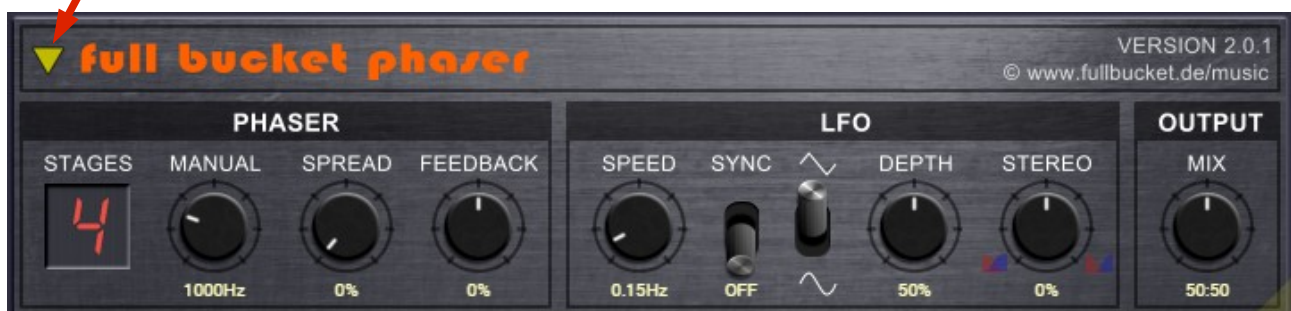 full bucket phaser
VERSION 2.0.1
© www.fullbucket.de/music
PHASER
LFO
OUTPUT
STAGES MANUAL SPREAD FEEDBACK
SPEED SYNC DEPTH STEREO
MIX
4
1000Hz 0% 0%
0.15Hz OFF 50% 0%
50:50